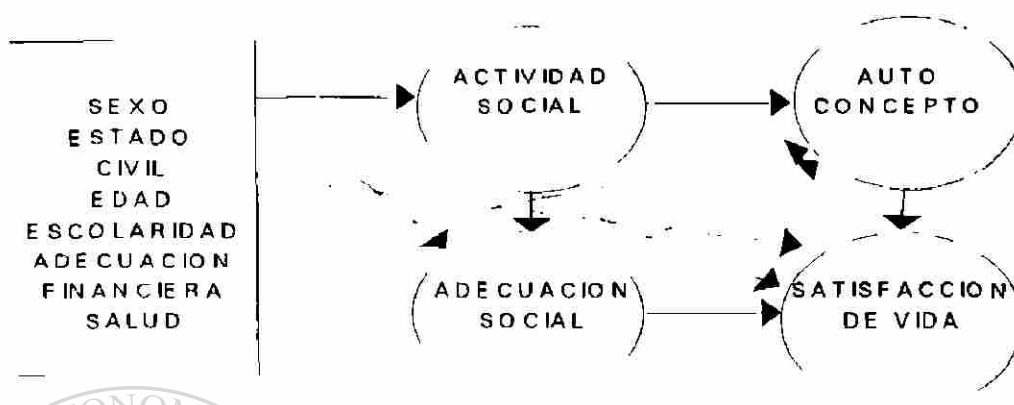 SEXO
ESTADO
CIVIL
EDAD
ESCOLARIDAD
ADECUACION
FINANCIERA
SALUD
ACTIVIDAD
SOCIAL
AUTO
CONCEPTO
ADECUACION
SOCIAL
SATISFACCION
DE VIDA